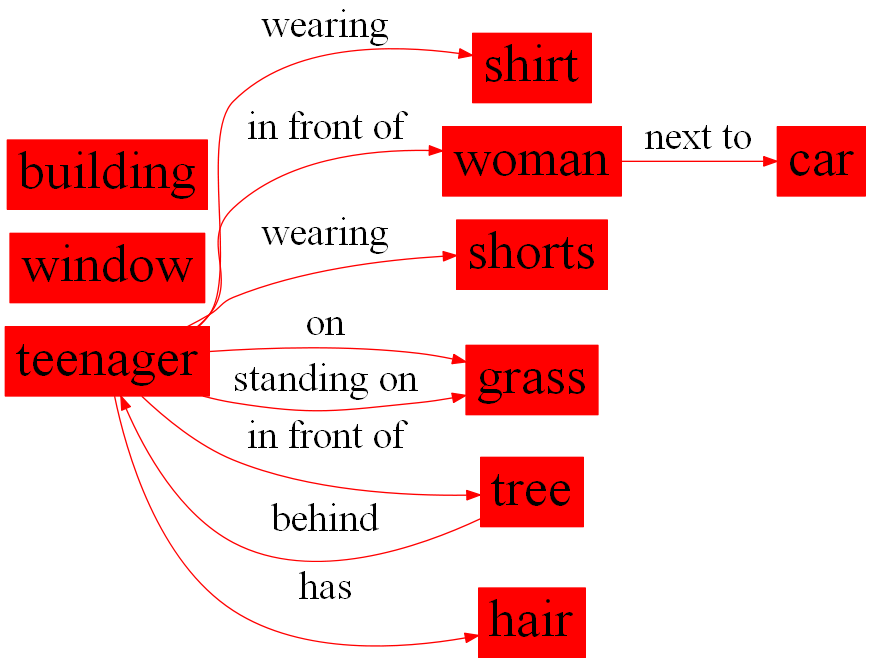 wearing
shirt
in front of
woman
next to
car
building
wearing
shorts
window
on
teenager
standing on
grass
in front of
tree
behind
has
hair